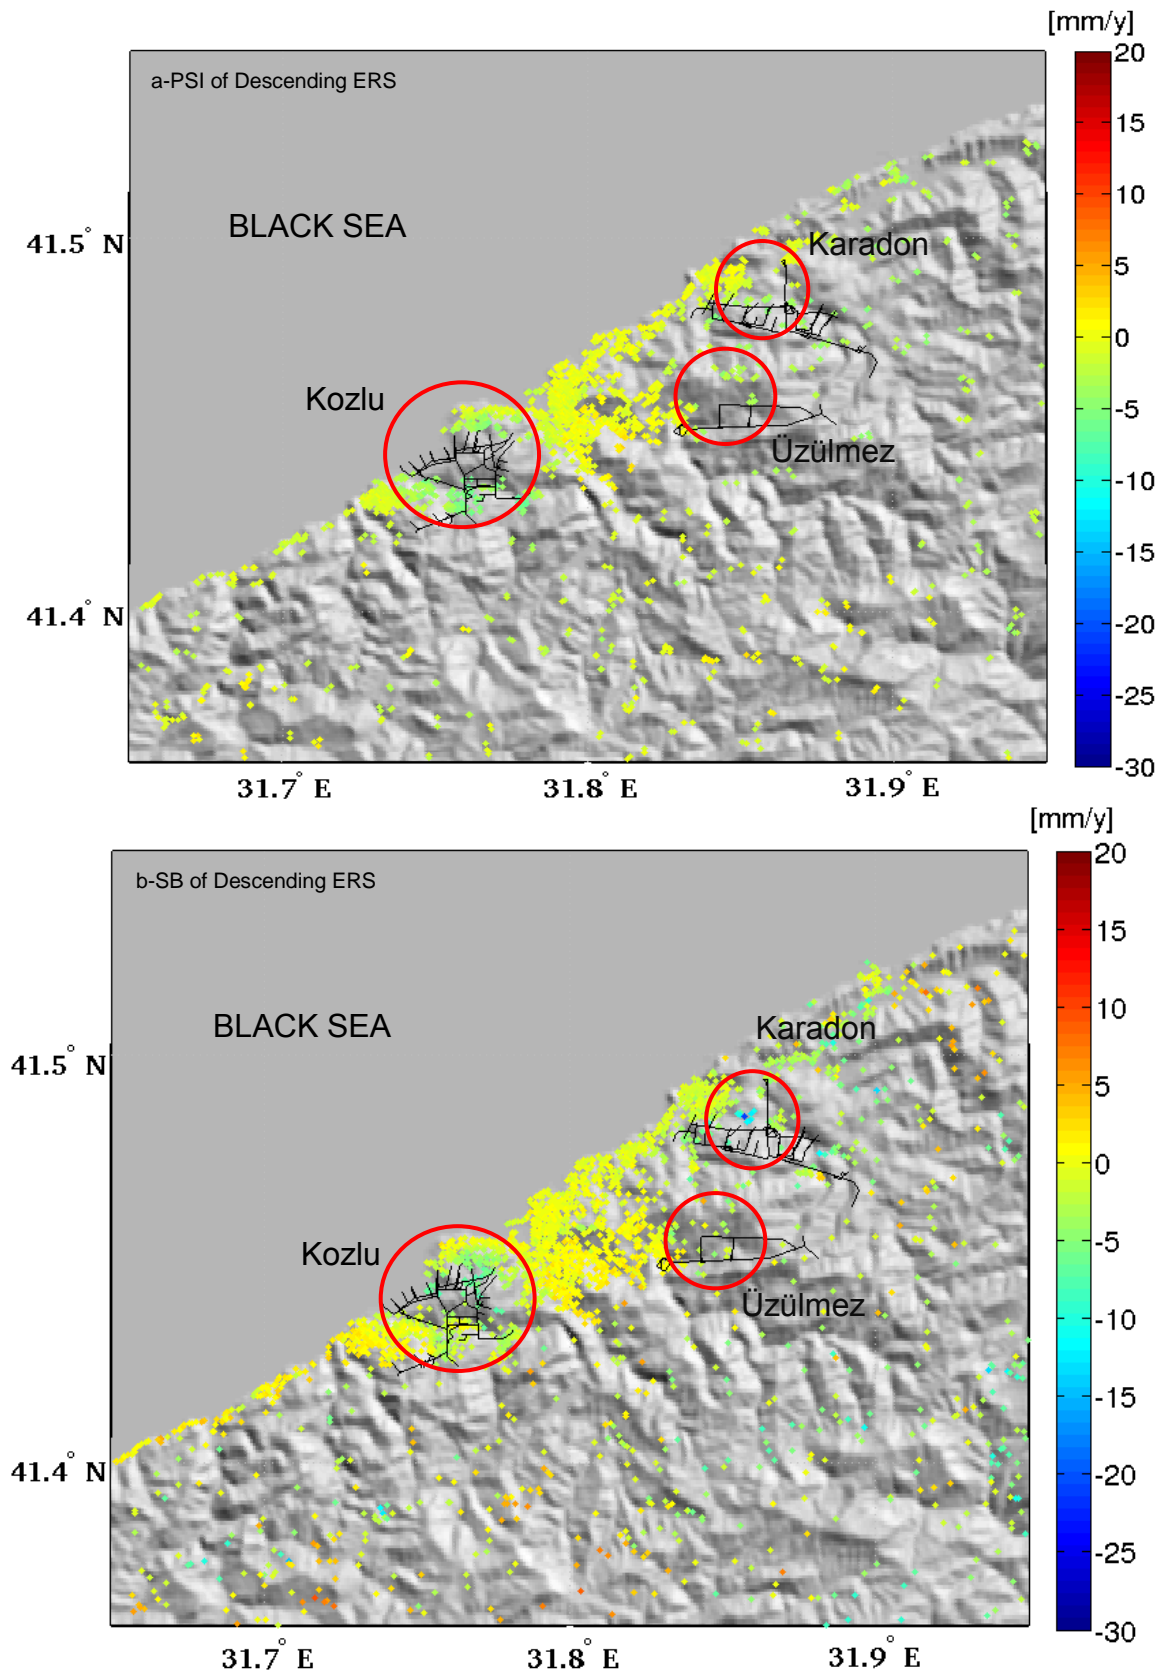 [mm/y]
a-PSI of Descending ERS
20
15
10
5
0
-5
-10
-15
-20
-25
-30
BLACK SEA
Karadon
Kozlu
Üzülmez
41.5° N
41.4° N
31.7° E
31.8° E
31.9° E
[mm/y]
b-SB of Descending ERS
20
15
10
5
0
-5
-10
-15
-20
-25
-30
BLACK SEA
Karadon
Kozlu
Üzülmez
41.5° N
41.4° N
31.7° E
31.8° E
31.9° E